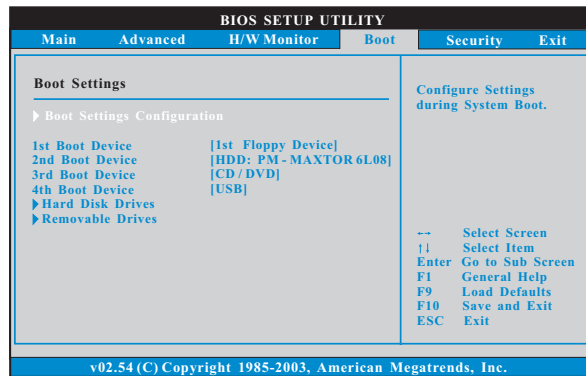 BIOS SETUP UTILITY
Main Advanced H/W Monitor Boot Security Exit
Boot Settings
Boot Settings Configuration
1st Boot Device [1st Floppy Device]
2nd Boot Device [HDD: PM - MAXTOR 6L08]
3rd Boot Device [CD / DVD]
4th Boot Device [USB]
Hard Disk Drives
Removable Drives
Configure Settings
during System Boot.
←→ Select Screen
↑↓ Select Item
Enter Go to Sub Screen
F1 General Help
F9 Load Defaults
F10 Save and Exit
ESC Exit
v02.54 (C) Copyright 1985-2003, American Megatrends, Inc.